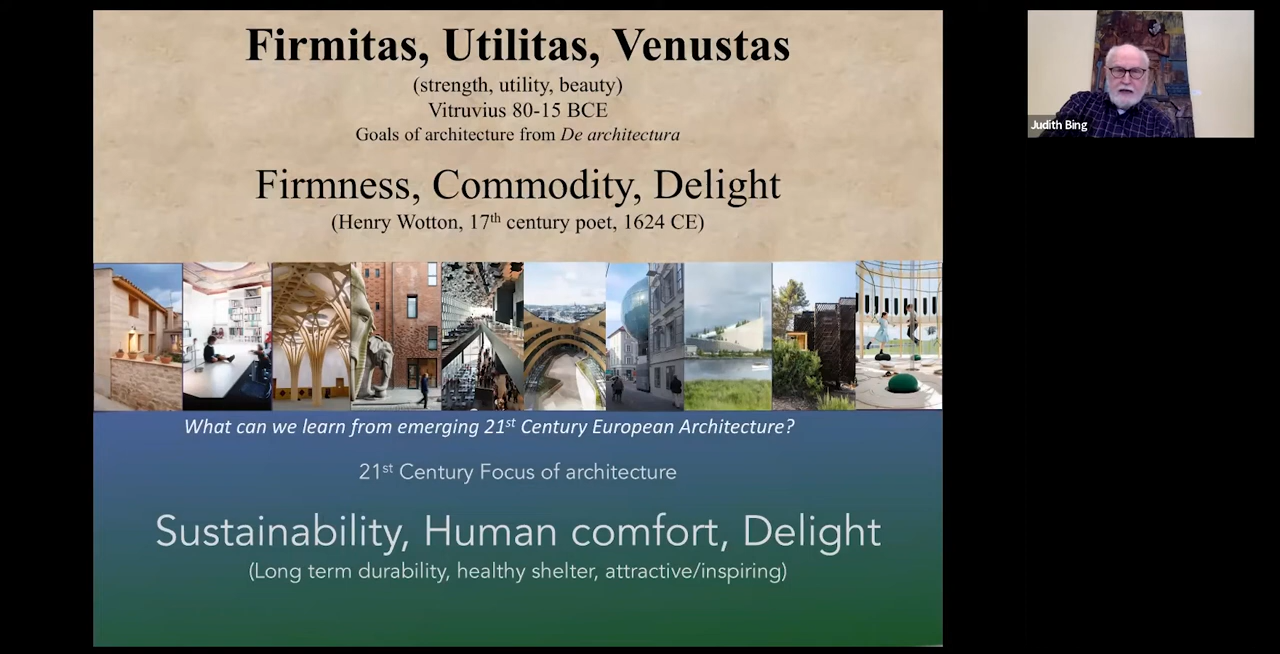 Firmitas, Utilitas, Venustas
(strength, utility, beauty)
Vitruvius 80-15 BCE
Goals of architecture from De architectura
Firmness, Commodity, Delight
(Henry Wotton, 17th century poet, 1624 CE)
What can we learn from emerging 21st Century European Architecture?
21st Century Focus of architecture
Sustainability, Human comfort, Delight
(Long term durability, healthy shelter, attractive/inspiring)
Judith Bing